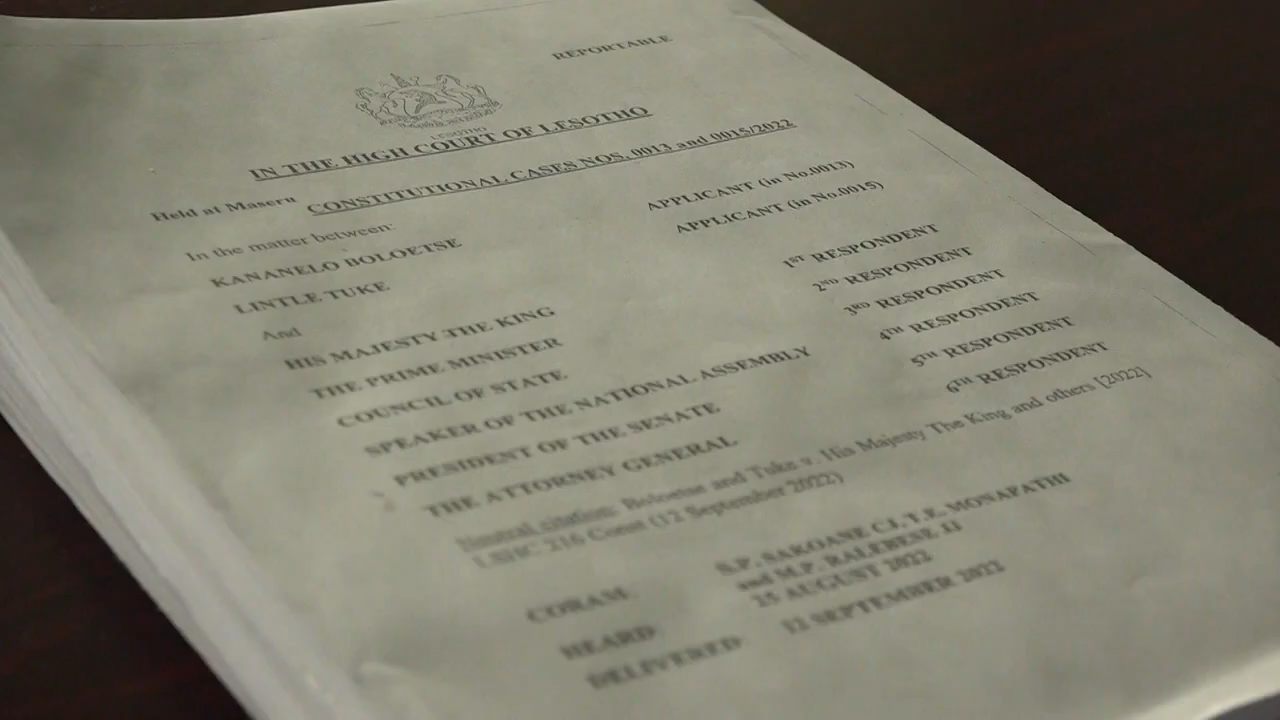 REPORTABLE
LESOTHO
IN THE HIGH COURT OF LESOTHO
Held at Maseru
CONSTITUTIONAL CASES NOS. 0013 and 0015/2022
In the matter between:
KANANELO BOLOETSE APPLICANT (in No.0013)
LINTLE TUKE APPLICANT (in No.0015)
And
HIS MAJESTY THE KING 1ST RESPONDENT
THE PRIME MINISTER 2ND RESPONDENT
COUNCIL OF STATE 3RD RESPONDENT
SPEAKER OF THE NATIONAL ASSEMBLY 4TH RESPONDENT
PRESIDENT OF THE SENATE 5TH RESPONDENT
THE ATTORNEY GENERAL 6TH RESPONDENT
Neutral citation: Boloetse and Tuke v. His Majesty The King and others [2022]
LSHC 216 Const (12 September 2022)
CORAM: S.P. SAKOANE CJ, T.E. MONAPATHI
and M.P. RALEBESE JJ
HEARD: 25 AUGUST 2022
DELIVERED: 12 SEPTEMBER 2022